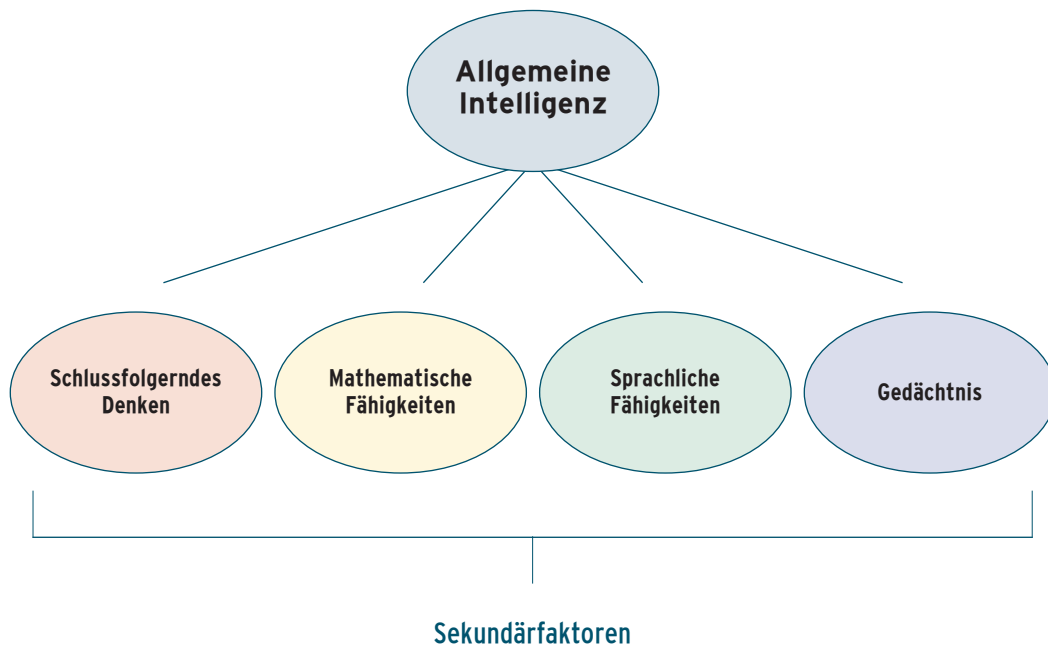 Allgemeine
Intelligenz
Schlussfolgerndes
Denken
Mathematische
Fähigkeiten
Sprachliche
Fähigkeiten
Gedächtnis
Sekundärfaktoren